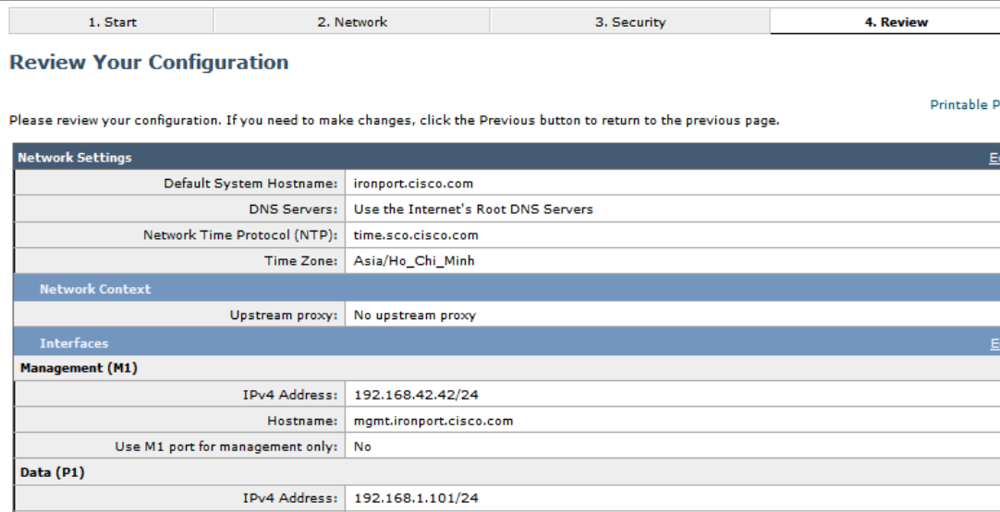 1. Start 2. Network 3. Security 4. Review
Review Your Configuration
Printable P
Please review your configuration. If you need to make changes, click the Previous button to return to the previous page.
Network Settings
Default System Hostname: ironport.cisco.com
DNS Servers: Use the Internet's Root DNS Servers
Network Time Protocol (NTP): time.sco.cisco.com
Time Zone: Asia/Ho_Chi_Minh
Network Context
Upstream proxy: No upstream proxy
Interfaces
Management (M1)
IPv4 Address: 192.168.42.42/24
Hostname: mgmt.ironport.cisco.com
Use M1 port for management only: No
Data (P1)
IPv4 Address: 192.168.1.101/24